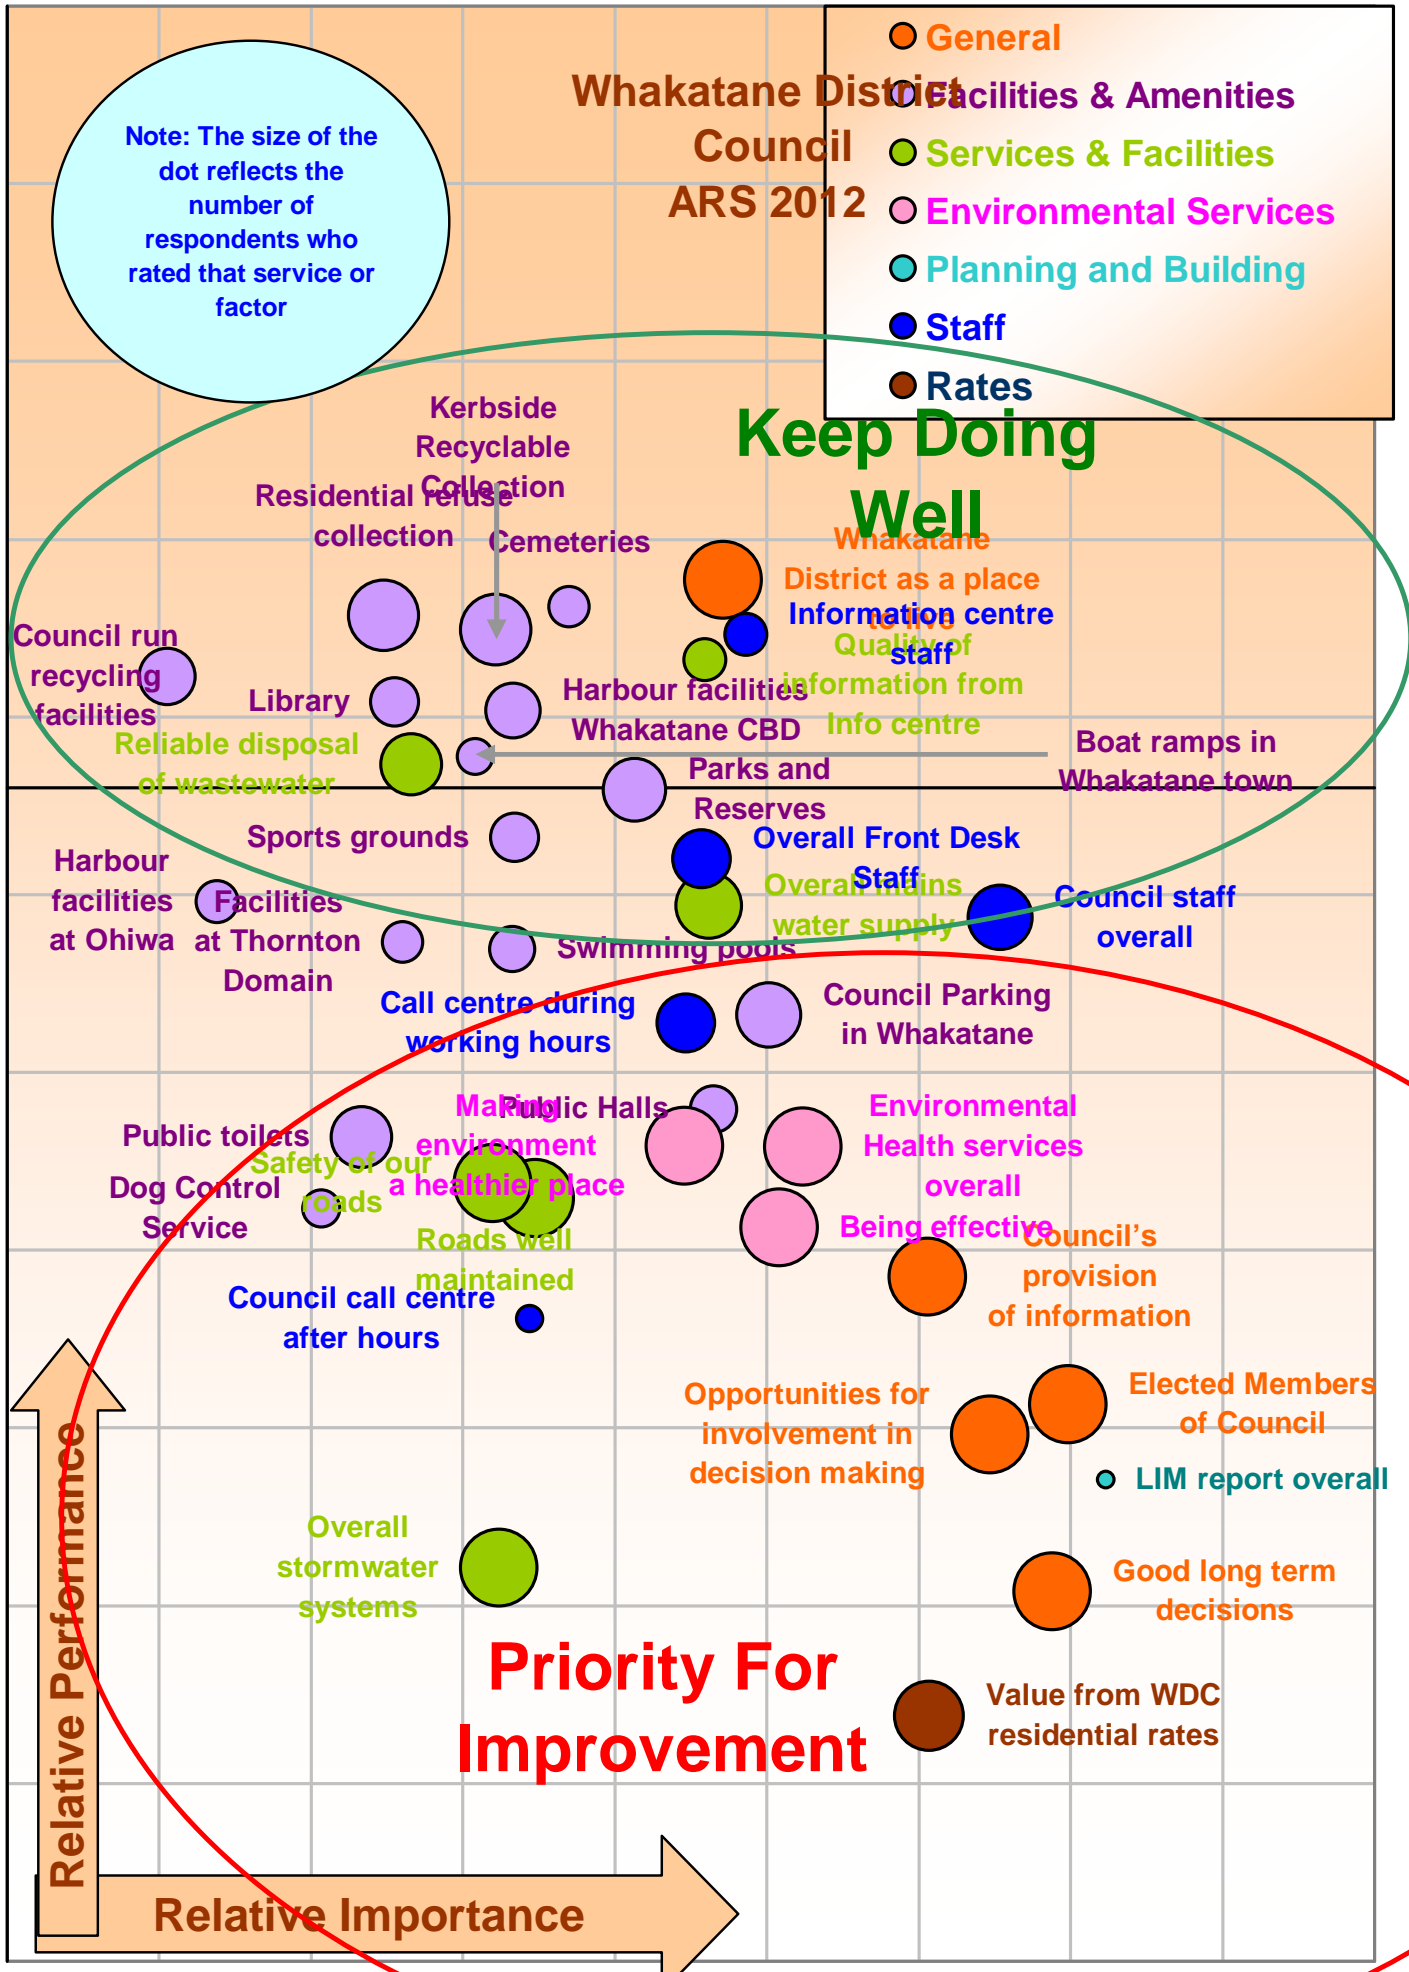 Whakatane District
Council
ARS 2012
General
Facilities & Amenities
Services & Facilities
Environmental Services
Planning and Building
Staff
Rates
Note: The size of the
dot reflects the
number of
respondents who
rated that service or
factor
Keep Doing
Well
Kerbside
Recyclable
Collection
Residential refuse
collection
Cemeteries
Whakatane
District as a place
to live
Information centre
staff
Quality of
information from
Info centre
Council run
recycling
facilities
Library
Harbour facilities
Whakatane CBD
Reliable disposal
of wastewater
Boat ramps in
Whakatane town
Parks and
Reserves
Sports grounds
Overall Front Desk
Staff
Harbour
facilities
at Ohiwa
Facilities
at Thornton
Domain
Overall mains
water supply
Council staff
overall
Swimming pools
Call centre during
working hours
Council Parking
in Whakatane
Public Halls
Making
environment
a healthier place
Environmental
Health services
overall
Public toilets
Safety of our
roads
Dog Control
Service
Being effective
Roads well
maintained
Council's
provision
of information
Council call centre
after hours
Opportunities for
involvement in
decision making
Elected Members
of Council
LIM report overall
Overall
stormwater
systems
Good long term
decisions
Priority For
Improvement
Value from WDC
residential rates
Relative Performance
Relative Importance